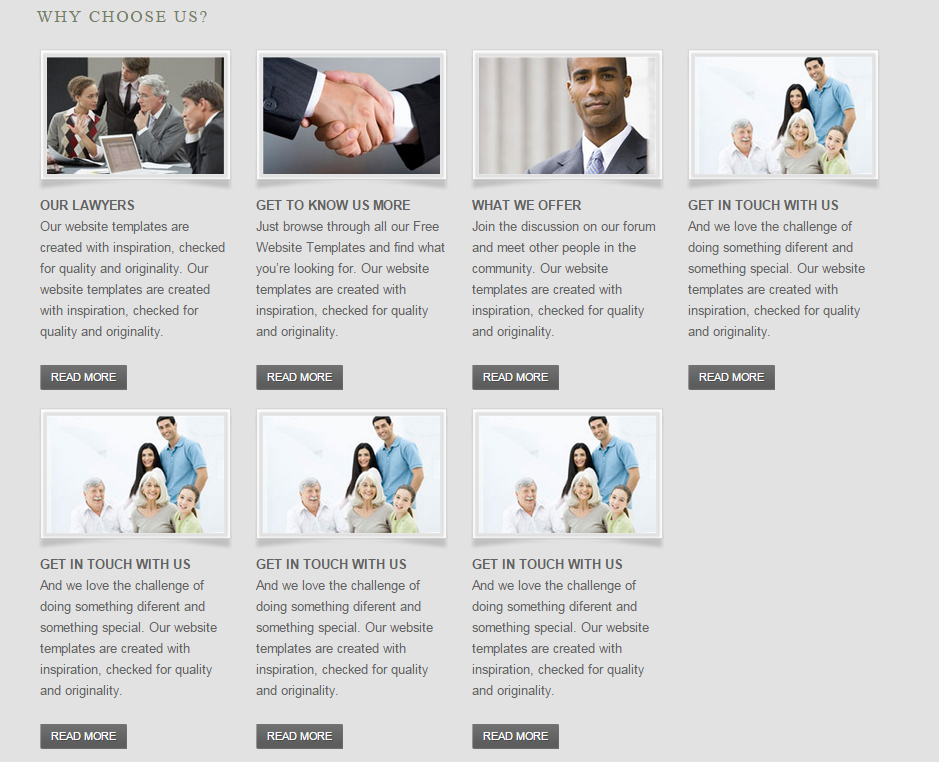 WHY CHOOSE US?
OUR LAWYERS
Our website templates are
created with inspiration, checked
for quality and originality. Our
website templates are created
with inspiration, checked for
quality and originality.
READ MORE
GET TO KNOW US MORE
Just browse through all our Free
Website Templates and find what
you're looking for. Our website
templates are created with
inspiration, checked for quality
and originality.
READ MORE
WHAT WE OFFER
Join the discussion on our forum
and meet other people in the
community. Our website
templates are created with
inspiration, checked for quality
and originality.
READ MORE
GET IN TOUCH WITH US
And we love the challenge of
doing something diferent and
something special. Our website
templates are created with
inspiration, checked for quality
and originality.
READ MORE
GET IN TOUCH WITH US
And we love the challenge of
doing something diferent and
something special. Our website
templates are created with
inspiration, checked for quality
and originality.
READ MORE
GET IN TOUCH WITH US
And we love the challenge of
doing something diferent and
something special. Our website
templates are created with
inspiration, checked for quality
and originality.
READ MORE
GET IN TOUCH WITH US
And we love the challenge of
doing something diferent and
something special. Our website
templates are created with
inspiration, checked for quality
and originality.
READ MORE